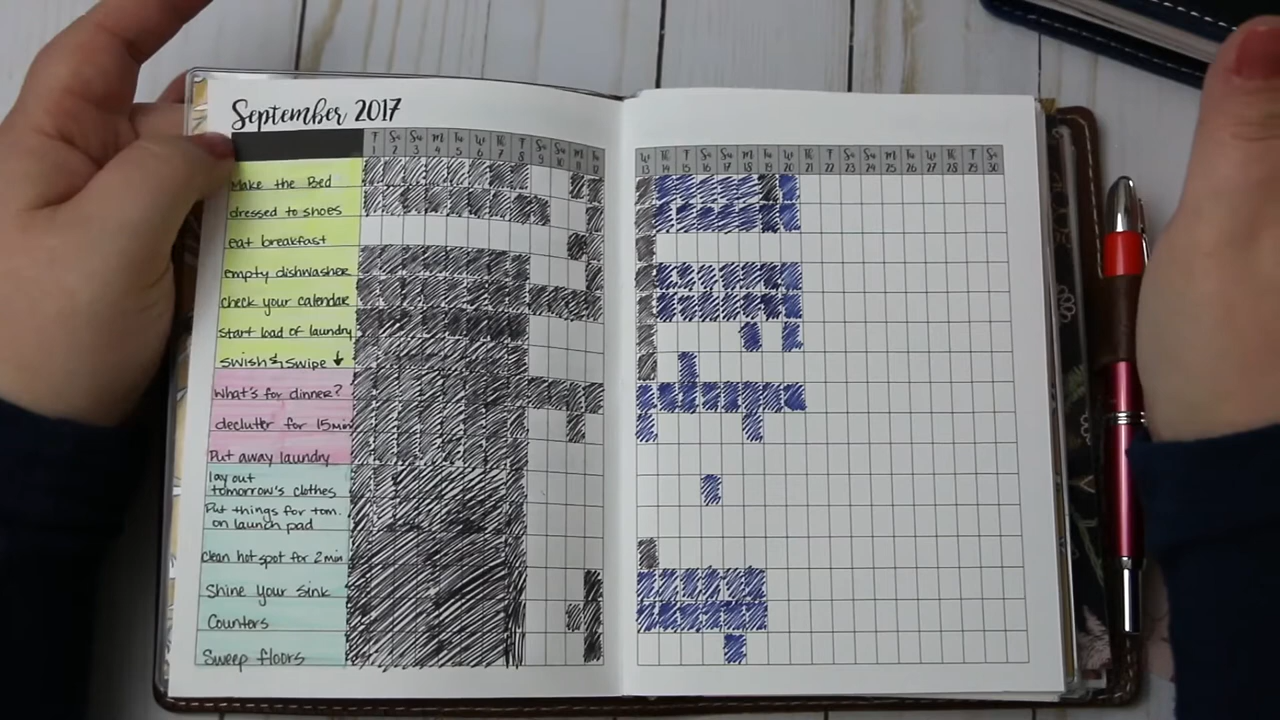 September 2017
F Sa Su M Tu W Th F Sa Su M Tu
1 2 3 4 5 6 7 8 9 10 11 12
W Th F Sa Su M Tu W Th F Sa Su M Tu W Th F Sa
13 14 15 16 17 18 19 20 21 22 23 24 25 26 27 28 29 30
Make the Bed
dressed to shoes
eat breakfast
empty dishwasher
check your calendar
start load of laundry
swish & swipe ↓
What's for dinner?
declutter for 15min
Put away laundry
lay out
tomorrow's clothes
Put things for tom.
on launch pad
clean hotspot for 2min
Shine your sink
Counters
Sweep floors